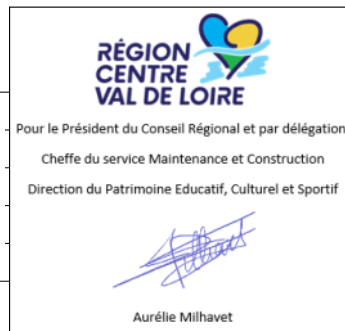 RÉGION
CENTRE
VAL DE LOIRE
Pour le Président du Conseil Régional et par délégation
Cheffe du service Maintenance et Construction
Direction du Patrimoine Educatif, Culturel et Sportif
Aurélie Milhavet